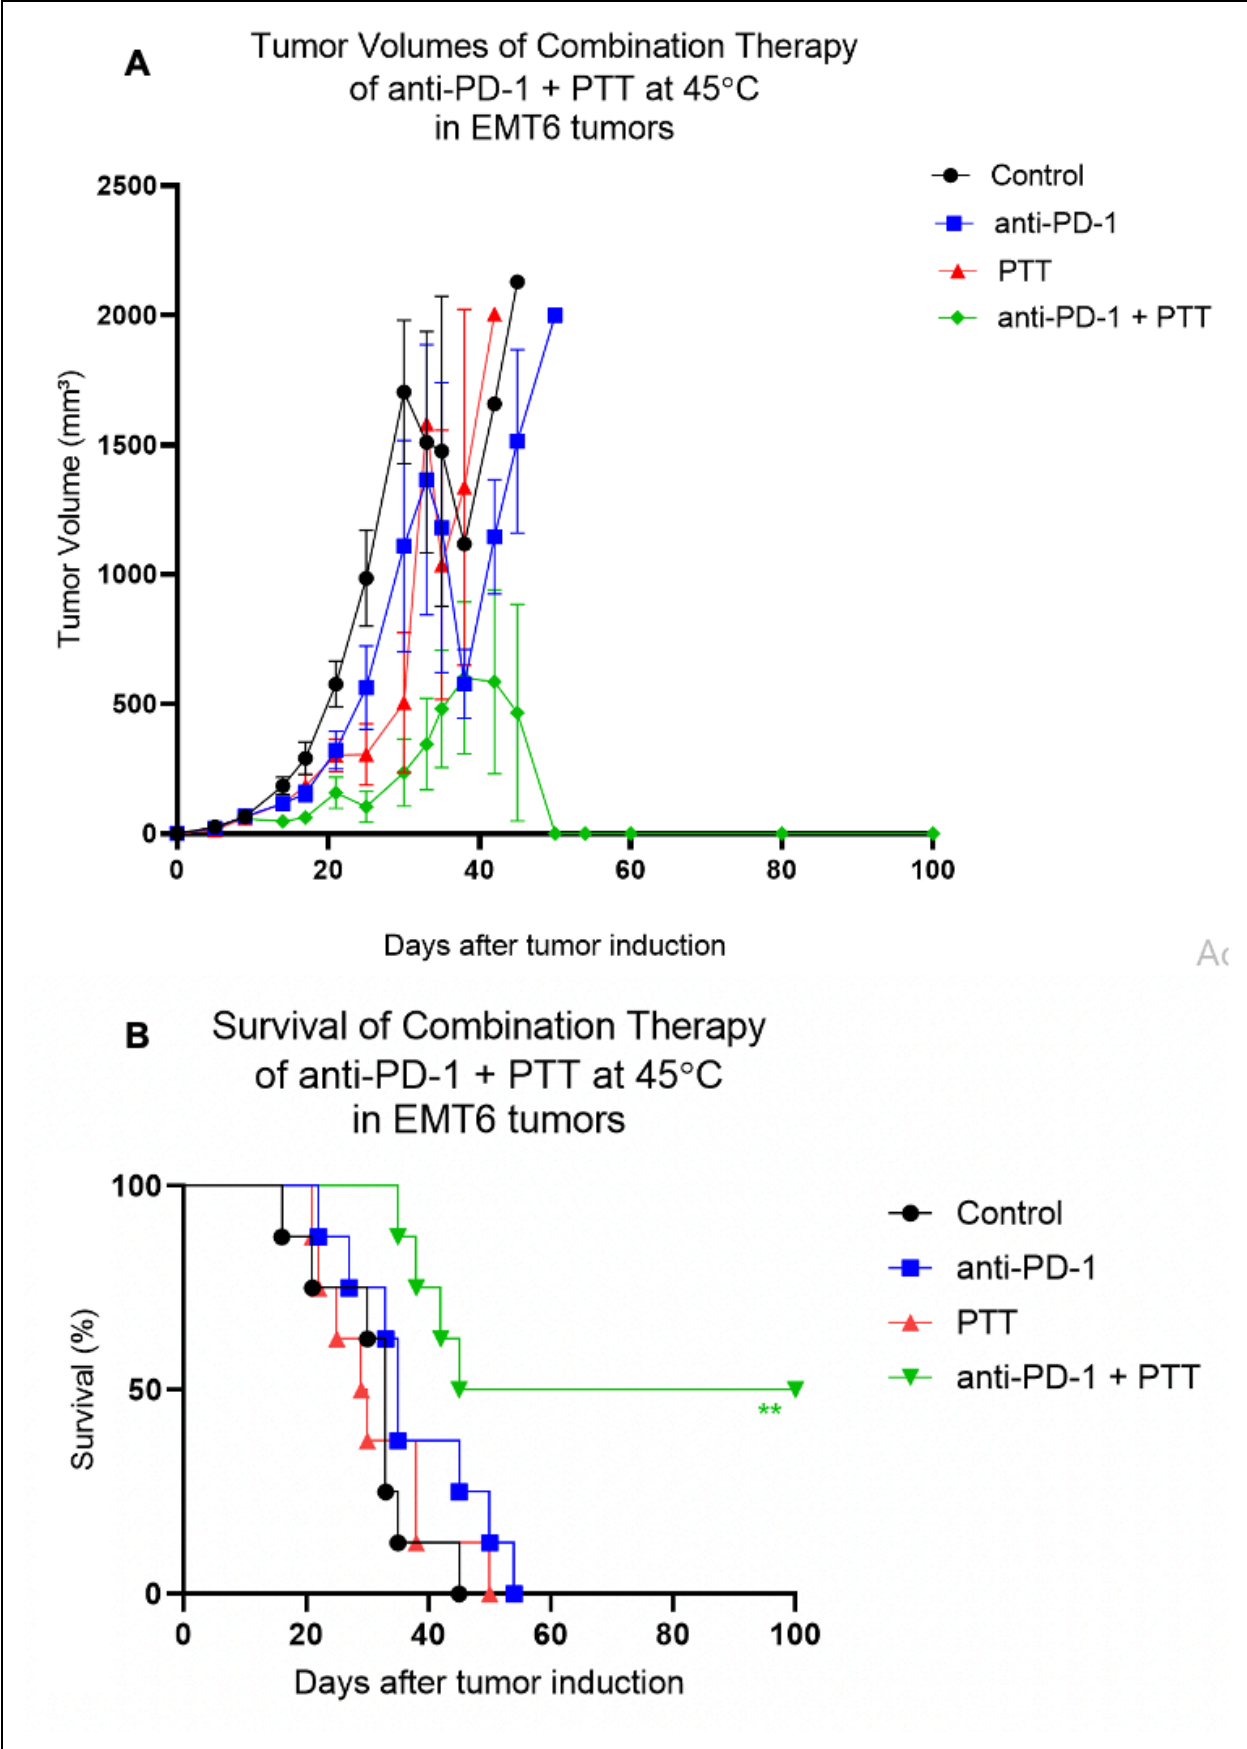 A
Tumor Volumes of Combination Therapy
of anti-PD-1 + PTT at 45°C
in EMT6 tumors
Control
anti-PD-1
PTT
anti-PD-1 + PTT
Tumor Volume (mm³)
2500
2000
1500
1000
500
0
0 20 40 60 80 100
Days after tumor induction
B
Survival of Combination Therapy
of anti-PD-1 + PTT at 45°C
in EMT6 tumors
Control
anti-PD-1
PTT
anti-PD-1 + PTT
Survival (%)
100
50
0
**
0 20 40 60 80 100
Days after tumor induction